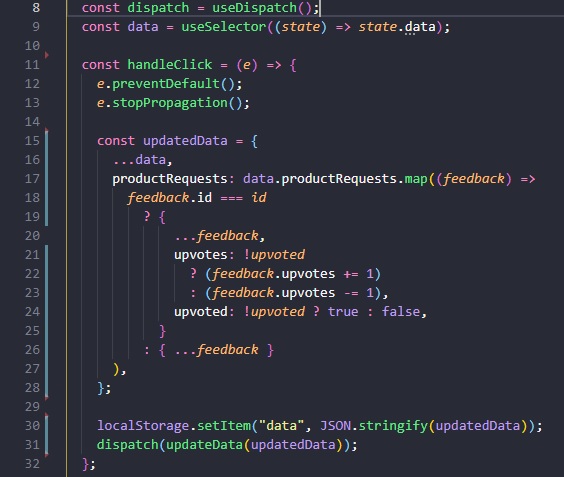 8 const dispatch = useDispatch();
9 const data = useSelector((state) => state.data);
10
11 const handleClick = (e) => {
12 e.preventDefault();
13 e.stopPropagation();
14
15 const updatedData = {
16 ...data,
17 productRequests: data.productRequests.map((feedback) =>
18 feedback.id === id
19 ? {
20 ...feedback,
21 upvotes: !upvoted
22 ? (feedback.upvotes += 1)
23 : (feedback.upvotes -= 1),
24 upvoted: !upvoted ? true : false,
25 }
26 : { ...feedback }
27 ),
28 };
29
30 localStorage.setItem("data", JSON.stringify(updatedData));
31 dispatch(updateData(updatedData));
32 };